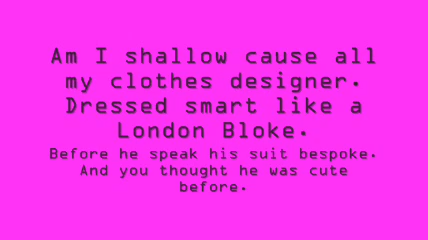 Am I shallow cause all
my clothes designer.
Dressed smart like a
London Bloke.
Before he speak his suit bespoke.
And you thought he was cute
before.